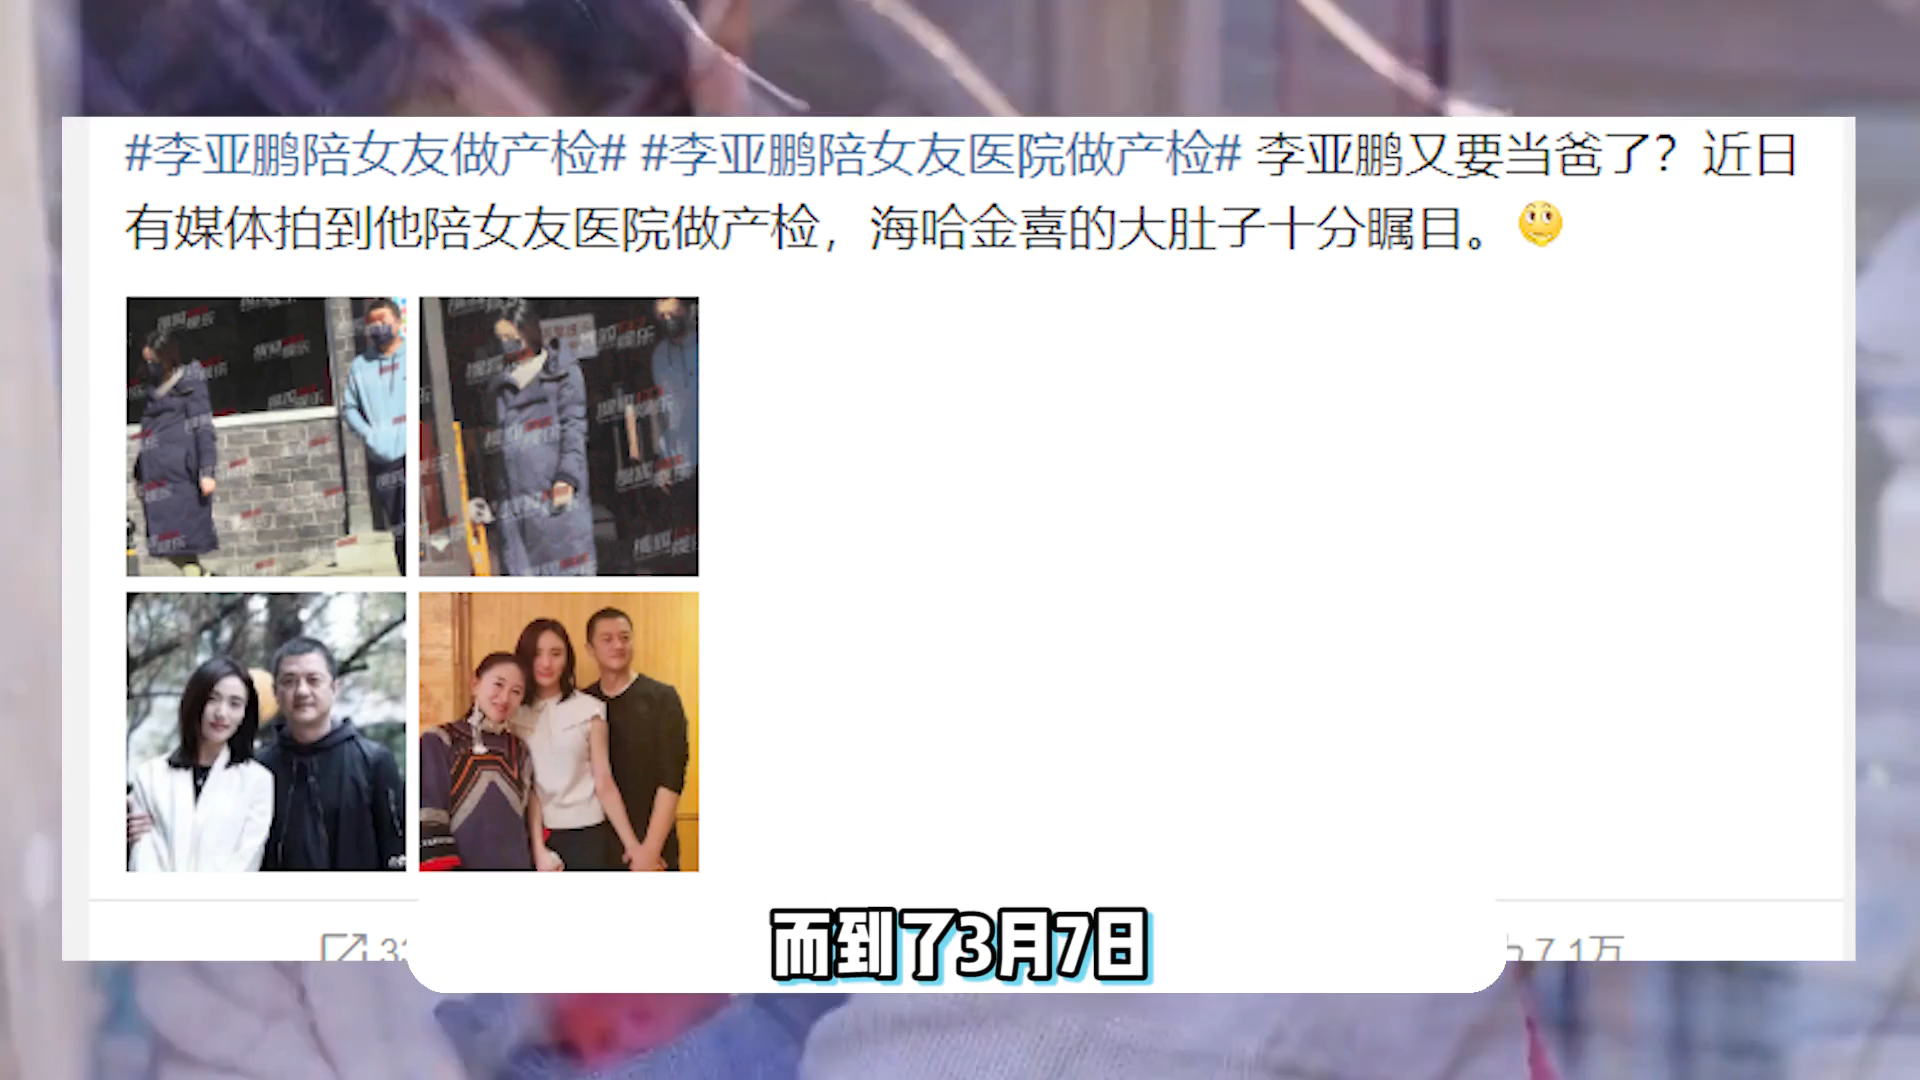 #李亚鹏陪女友做产检# #李亚鹏陪女友医院做产检# 李亚鹏又要当爸了？近日
有媒体拍到他陪女友医院做产检，海哈金喜的大肚子十分瞩目。
7.1万
而到了3月7日